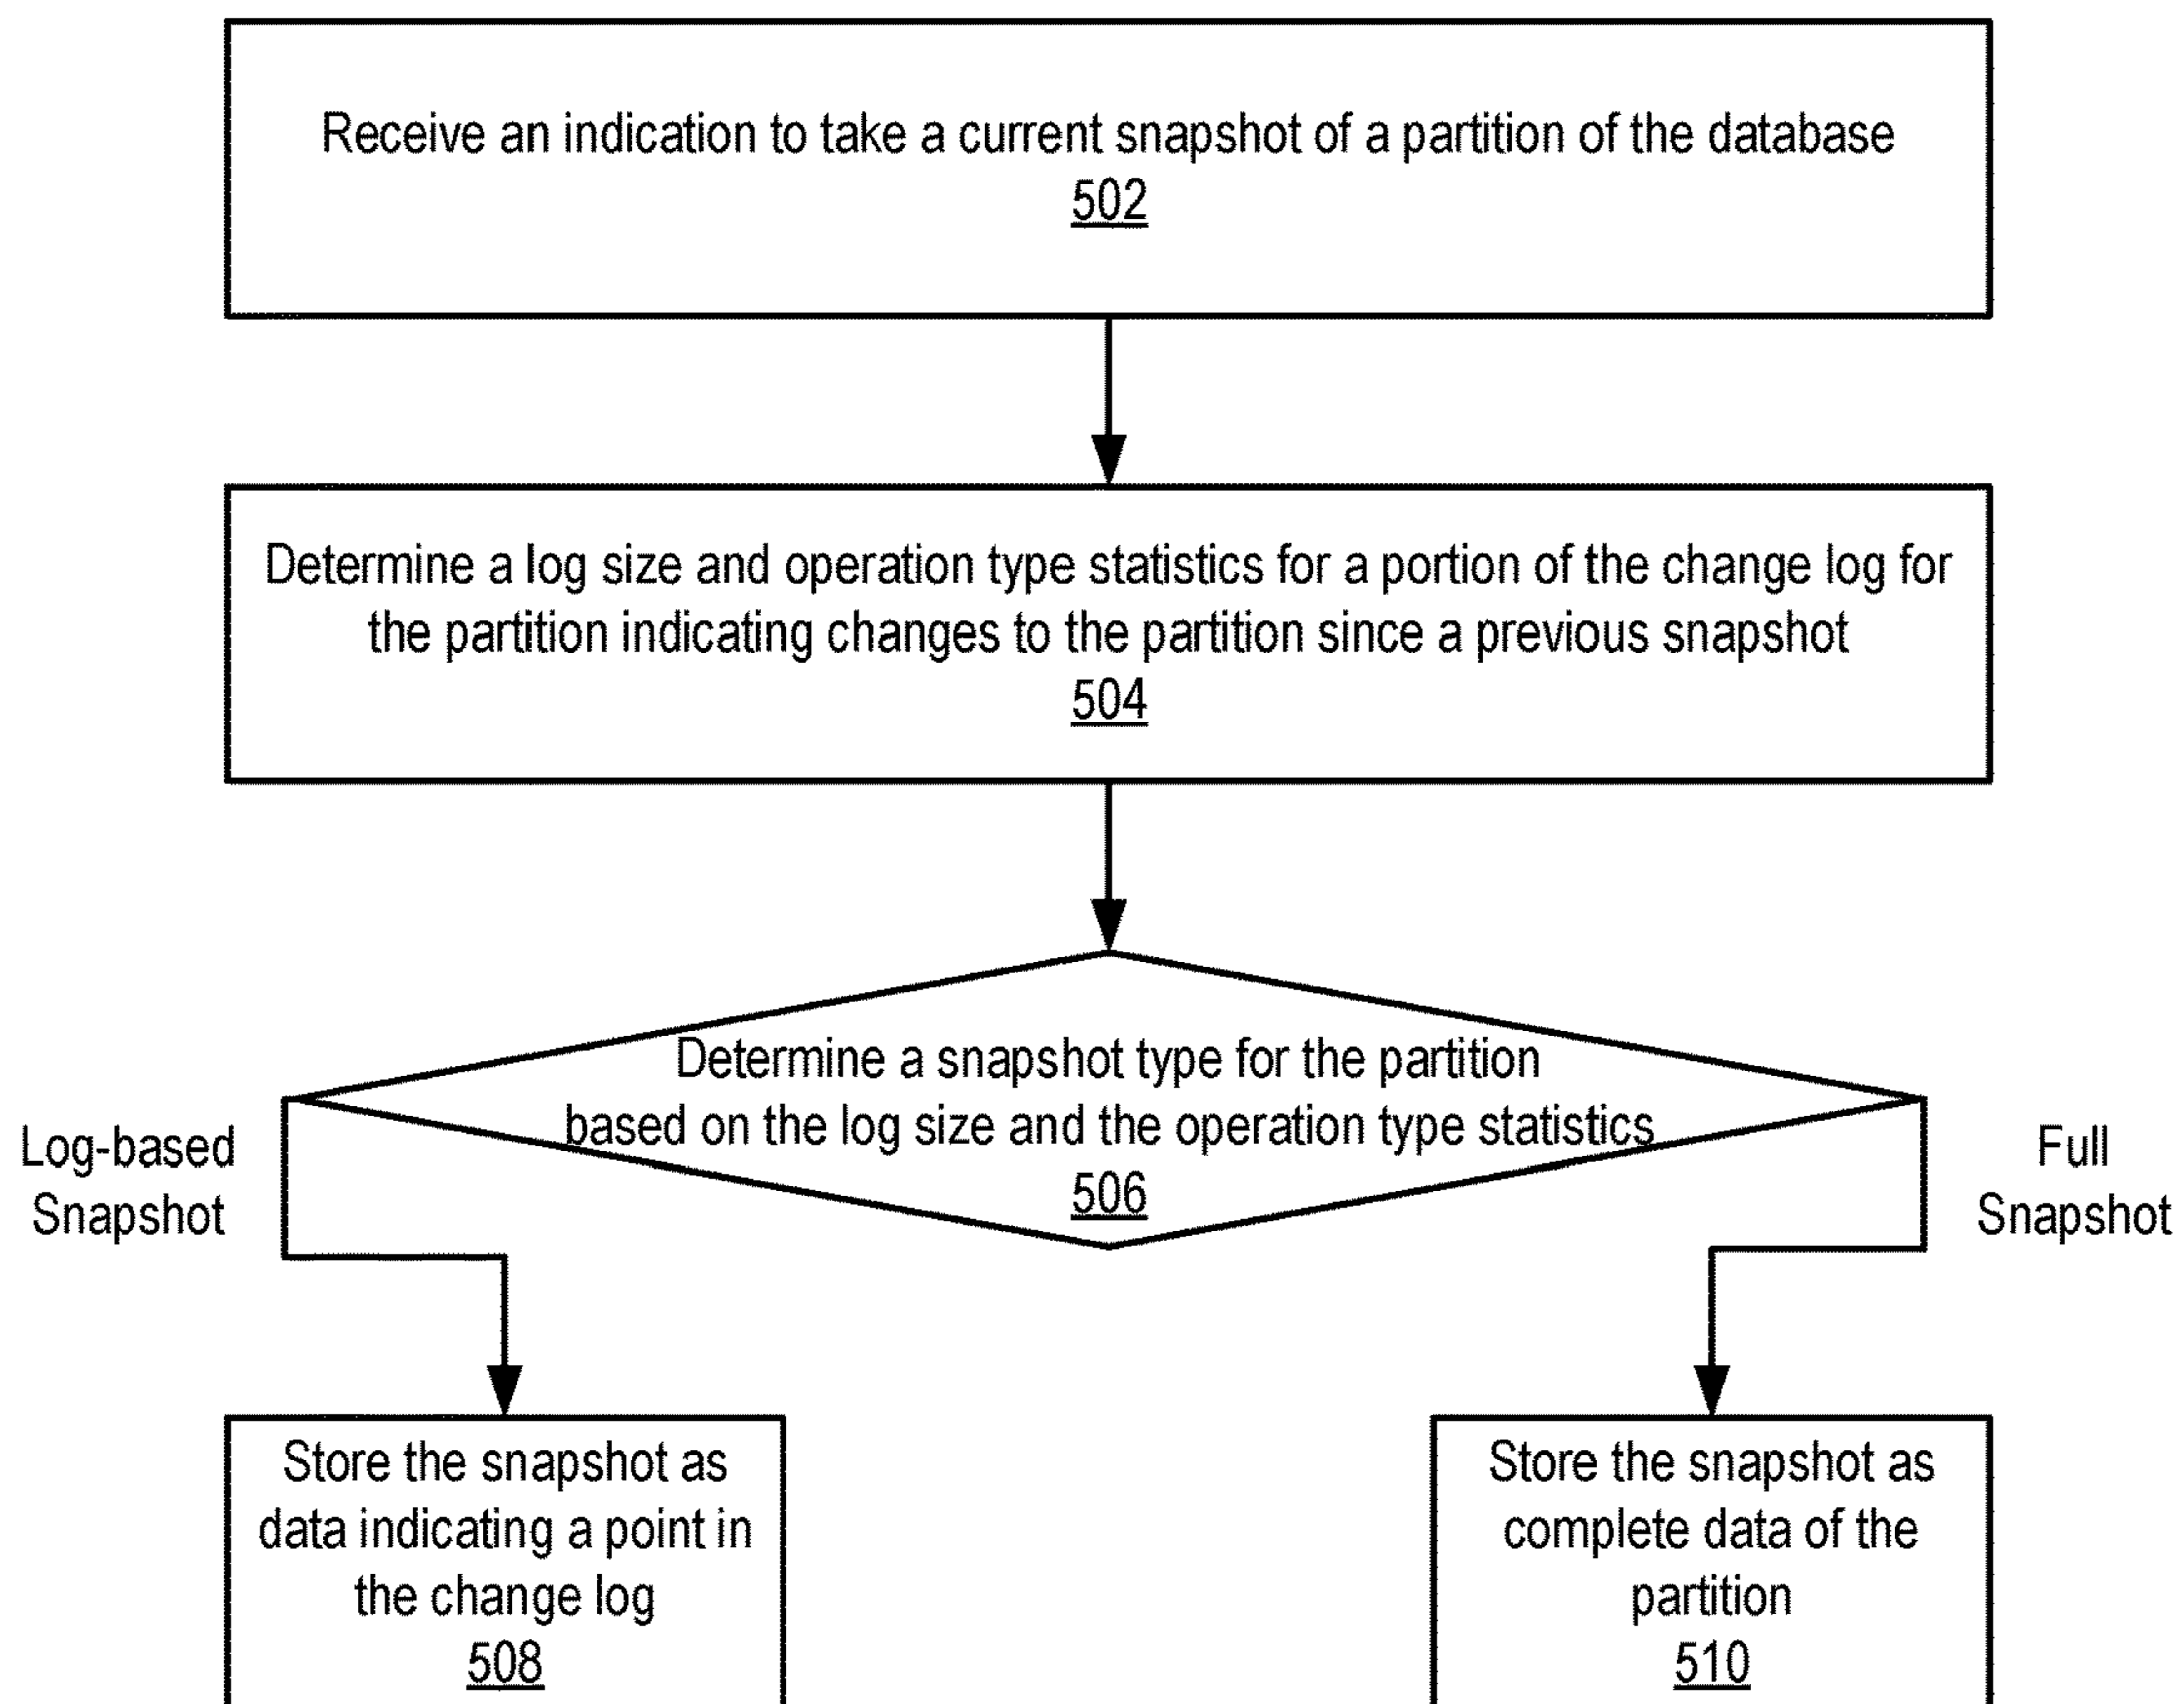 Receive an indication to take a current snapshot of a partition of the database
502
Determine a log size and operation type statistics for a portion of the change log for
the partition indicating changes to the partition since a previous snapshot
504
Determine a snapshot type for the partition
based on the log size and the operation type statistics
506
Log-based
Snapshot
Full
Snapshot
Store the snapshot as
data indicating a point in
the change log
508
Store the snapshot as
complete data of the
partition
510